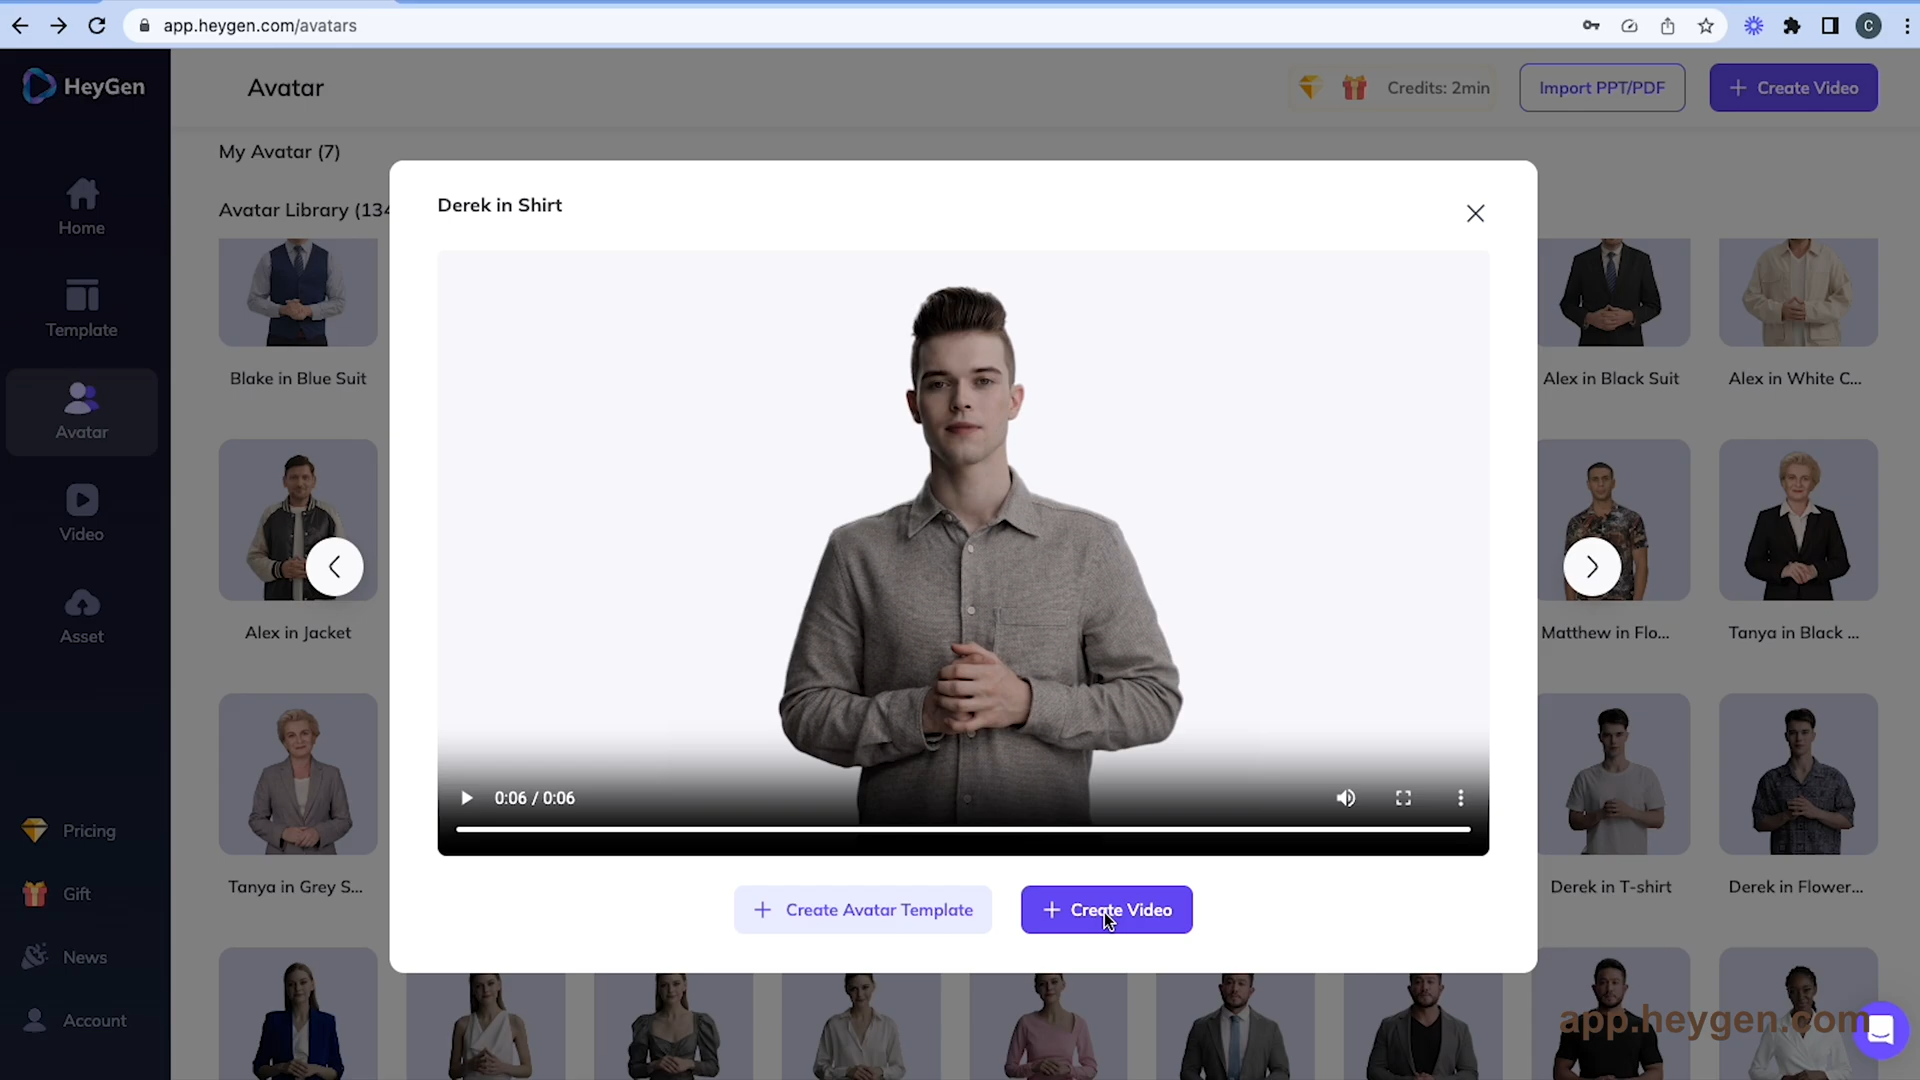 app.heygen.com/avatars
C
HeyGen
Avatar
Credits: 2min
Import PPT/PDF
+ Create Video
My Avatar (7)
Avatar Library (134
Derek in Shirt
Home
Template
Avatar
Video
Asset
Pricing
Gift
News
Account
Blake in Blue Suit
Alex in Black Suit
Alex in White C...
Alex in Jacket
Matthew in Flo...
Tanya in Black ...
Tanya in Grey S...
Derek in T-shirt
Derek in Flower...
0:06 / 0:06
+ Create Avatar Template
+ Create Video
app.heygen.com